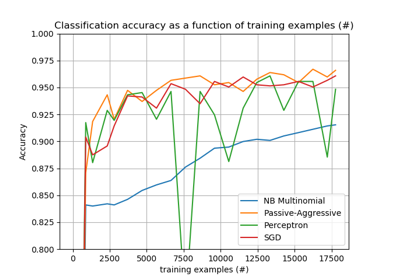 Classification accuracy as a function of training examples (#)
1.000
0.975
0.950
0.925
0.900
0.875
0.850
0.825
0.800
Accuracy
NB Multinomial
Passive-Aggressive
Perceptron
SGD
0 2500 5000 7500 10000 12500 15000 17500
training examples (#)